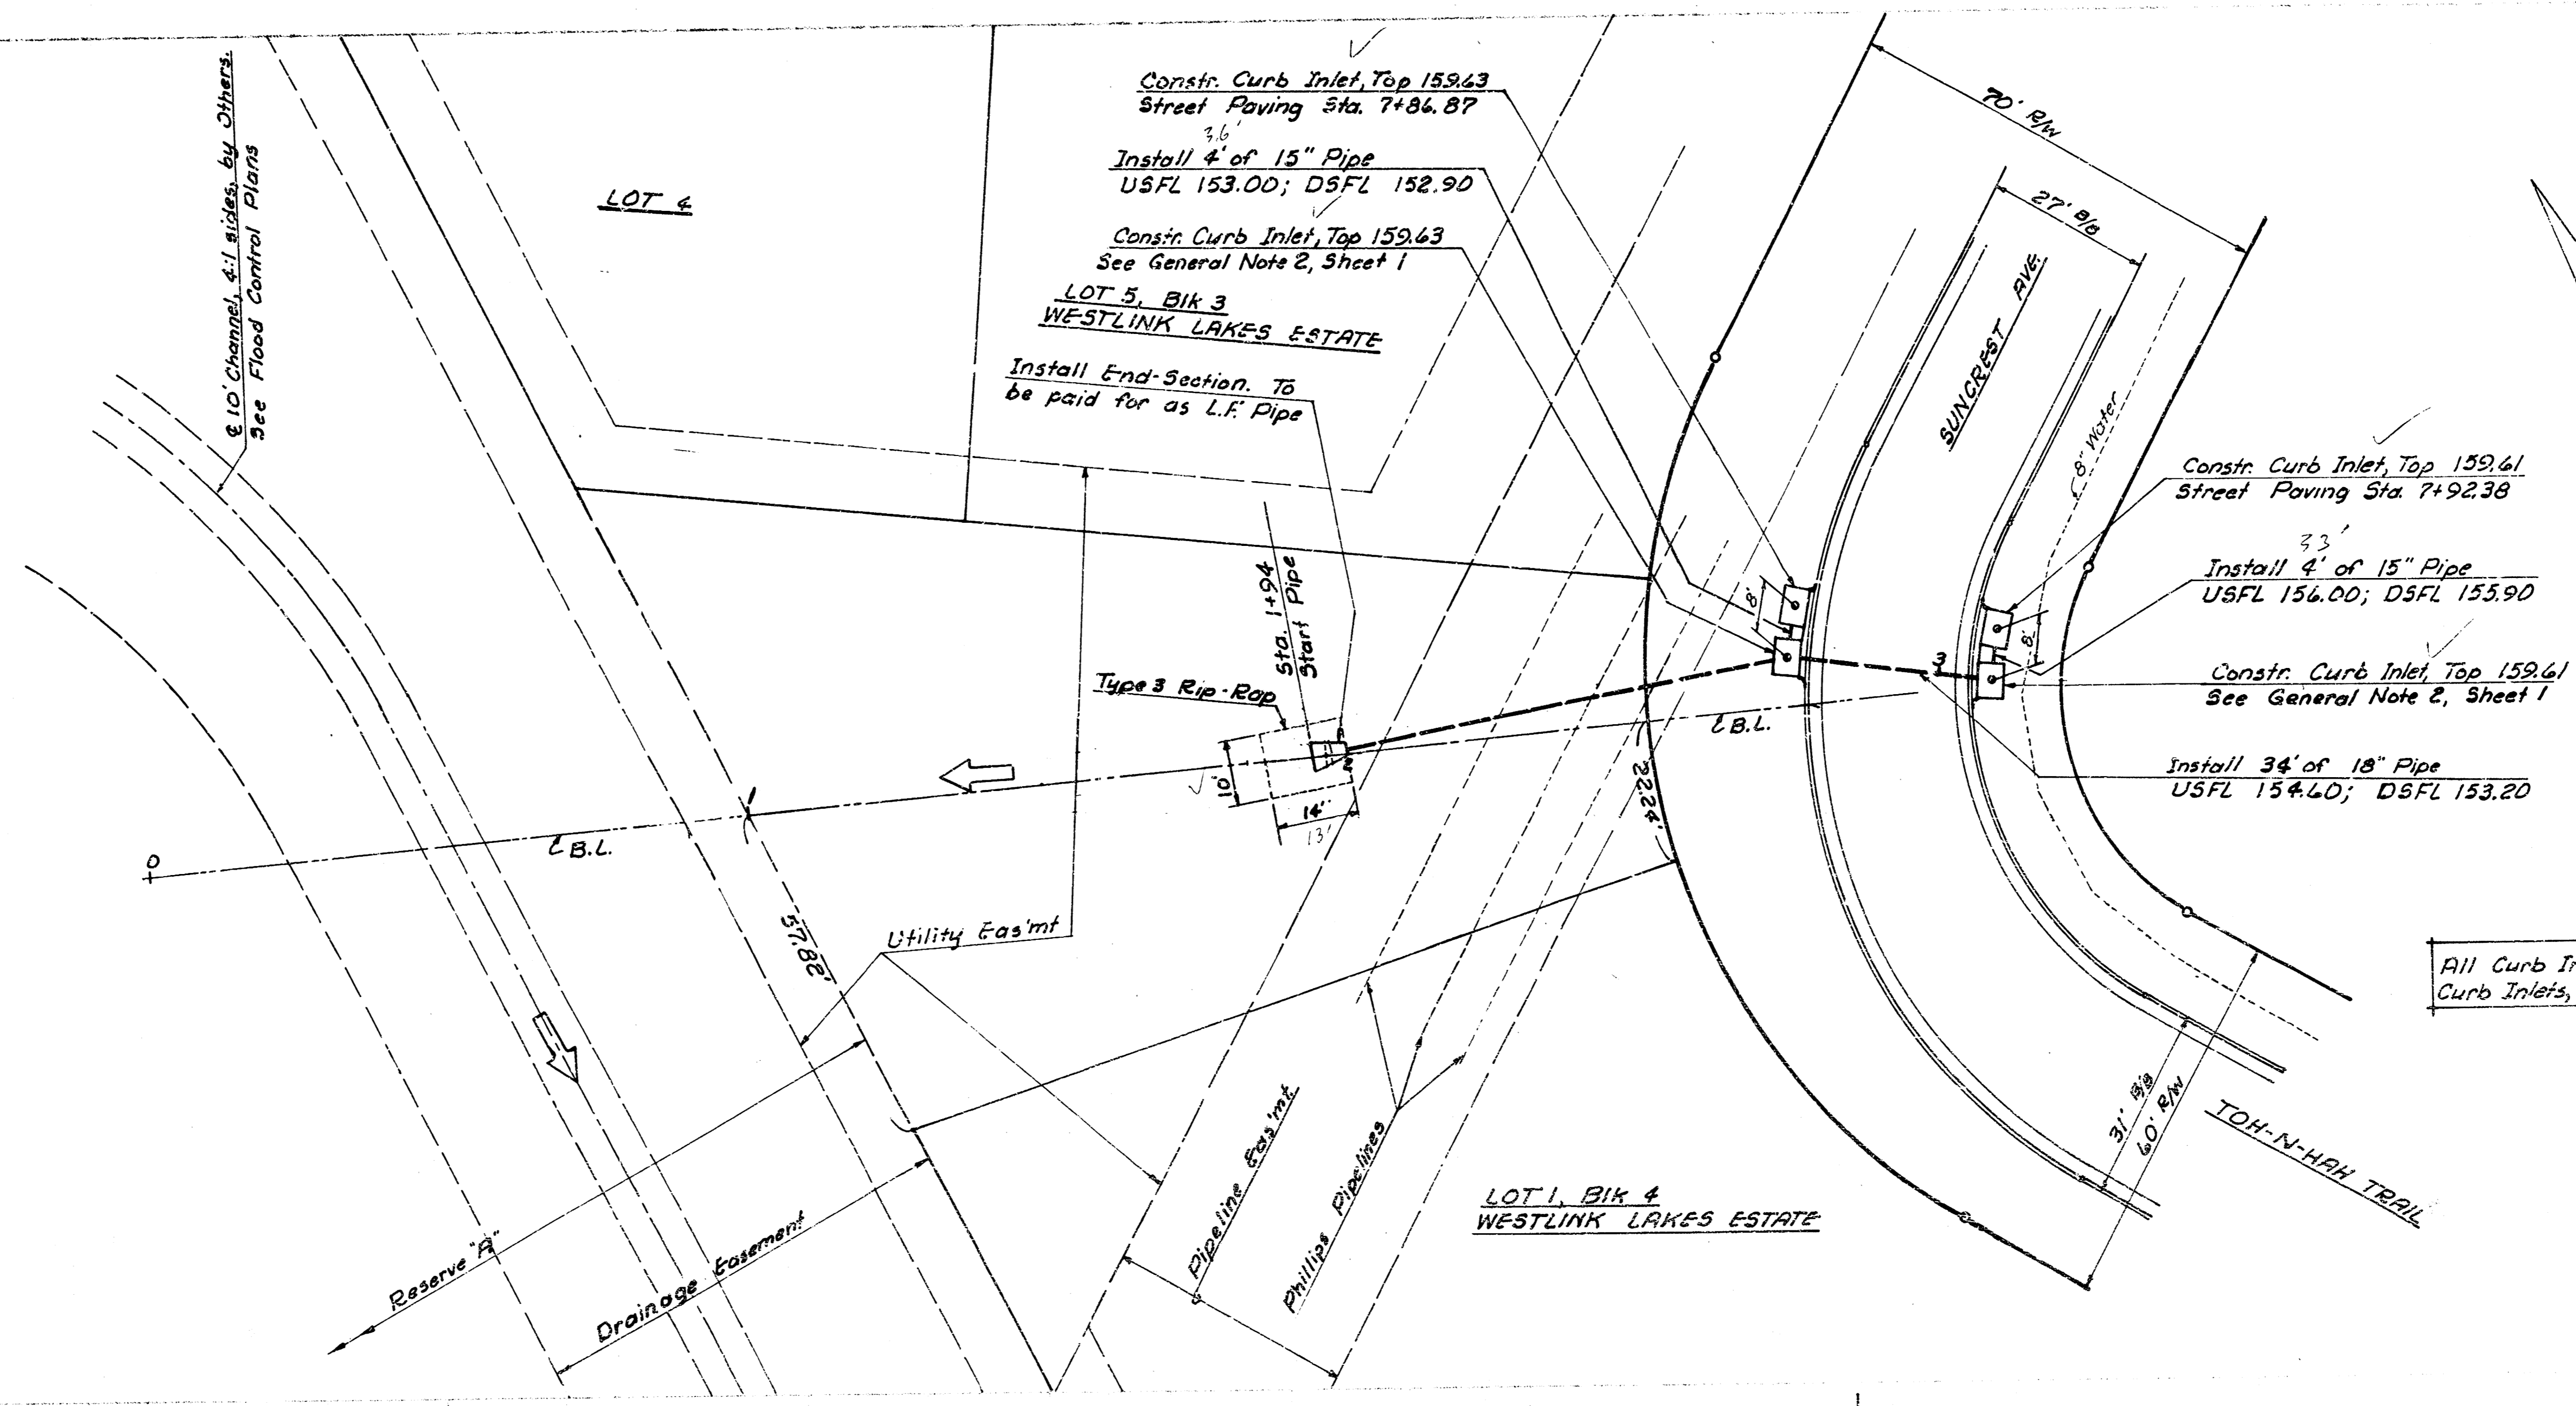 ℄ 10' Channel, 4:1 sides, by Others.
See Flood Control Plans
LOT 4
Constr. Curb Inlet, Top 159.63
Street Paving Sta. 7+86.87
3.6'
Install 4' of 15" Pipe
USFL 153.00; DSFL 152.90
Constr. Curb Inlet, Top 159.63
See General Note 2, Sheet 1
LOT 5, Blk 3
WESTLINK LAKES ESTATE
Install End-Section. To
be paid for as L.F. Pipe
70' R/W
27' B/B
SUNCREST AVE.
8" Water
Constr. Curb Inlet, Top 159.61
Street Paving Sta. 7+92.38
Install 4' of 15" Pipe
USFL 156.00; DSFL 155.90
Constr. Curb Inlet, Top 159.61
See General Note 2, Sheet 1
Install 34' of 18" Pipe
USFL 154.60; DSFL 153.20
Sta. 1+94
Start Pipe
Type 3 Rip-Rap
8'
8'
3
2
10'
14'
13'
℄ B.L.
22.24'
1
0
℄ B.L.
57.88'
Utility Eas'mt
All Curb
Curb Inlets,
31' B/B
60' R/W
TOH-N-HAH TRAIL
Pipeline Eas'mt.
Phillips Pipelines
LOT 1, Blk 4
WESTLINK LAKES ESTATE
Reserve "A"
Drainage Easement